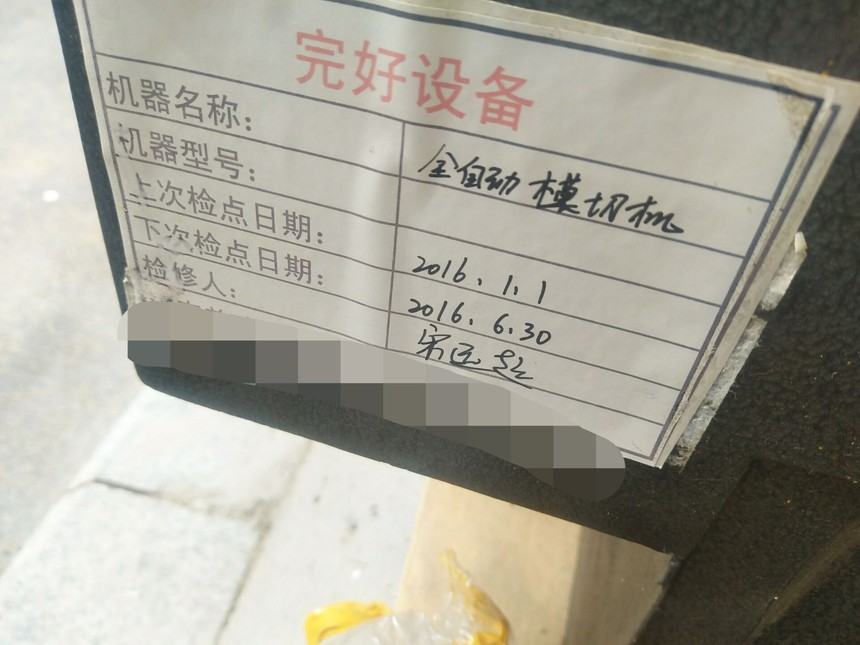 完好设备
机器名称: 全自动模切机
机器型号:
上次检点日期: 2016.1.1
下次检点日期: 2016.6.30
检修人: 宋